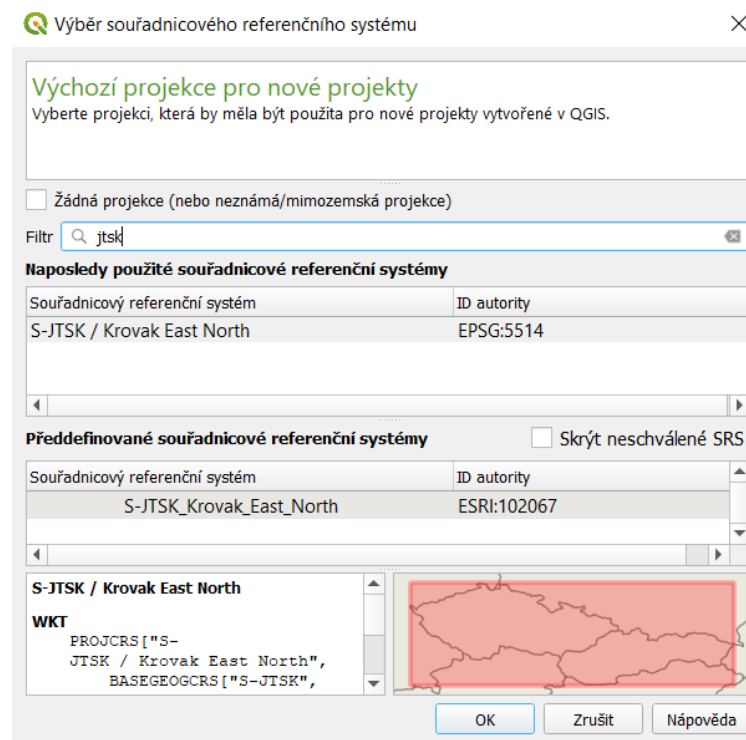 Výběr souřadnicového referenčního systému
Výchozí projekce pro nové projekty
Vyberte projekci, která by měla být použita pro nové projekty vytvořené v QGIS.
Žádná projekce (nebo neznámá/mimozemská projekce)
Filtr jtsk
Naposledy použité souřadnicové referenční systémy
Souřadnicový referenční systém ID autority
S-JTSK / Krovak East North EPSG:5514
Předdefinované souřadnicové referenční systémy Skrýt neschválené SRS
Souřadnicový referenční systém ID autority
S-JTSK_Krovak_East_North ESRI:102067
S-JTSK / Krovak East North
WKT
PROJCRS["S-
JTSK / Krovak East North",
BASEGEOGCRS["S-JTSK",
OK Zrušit Nápověda